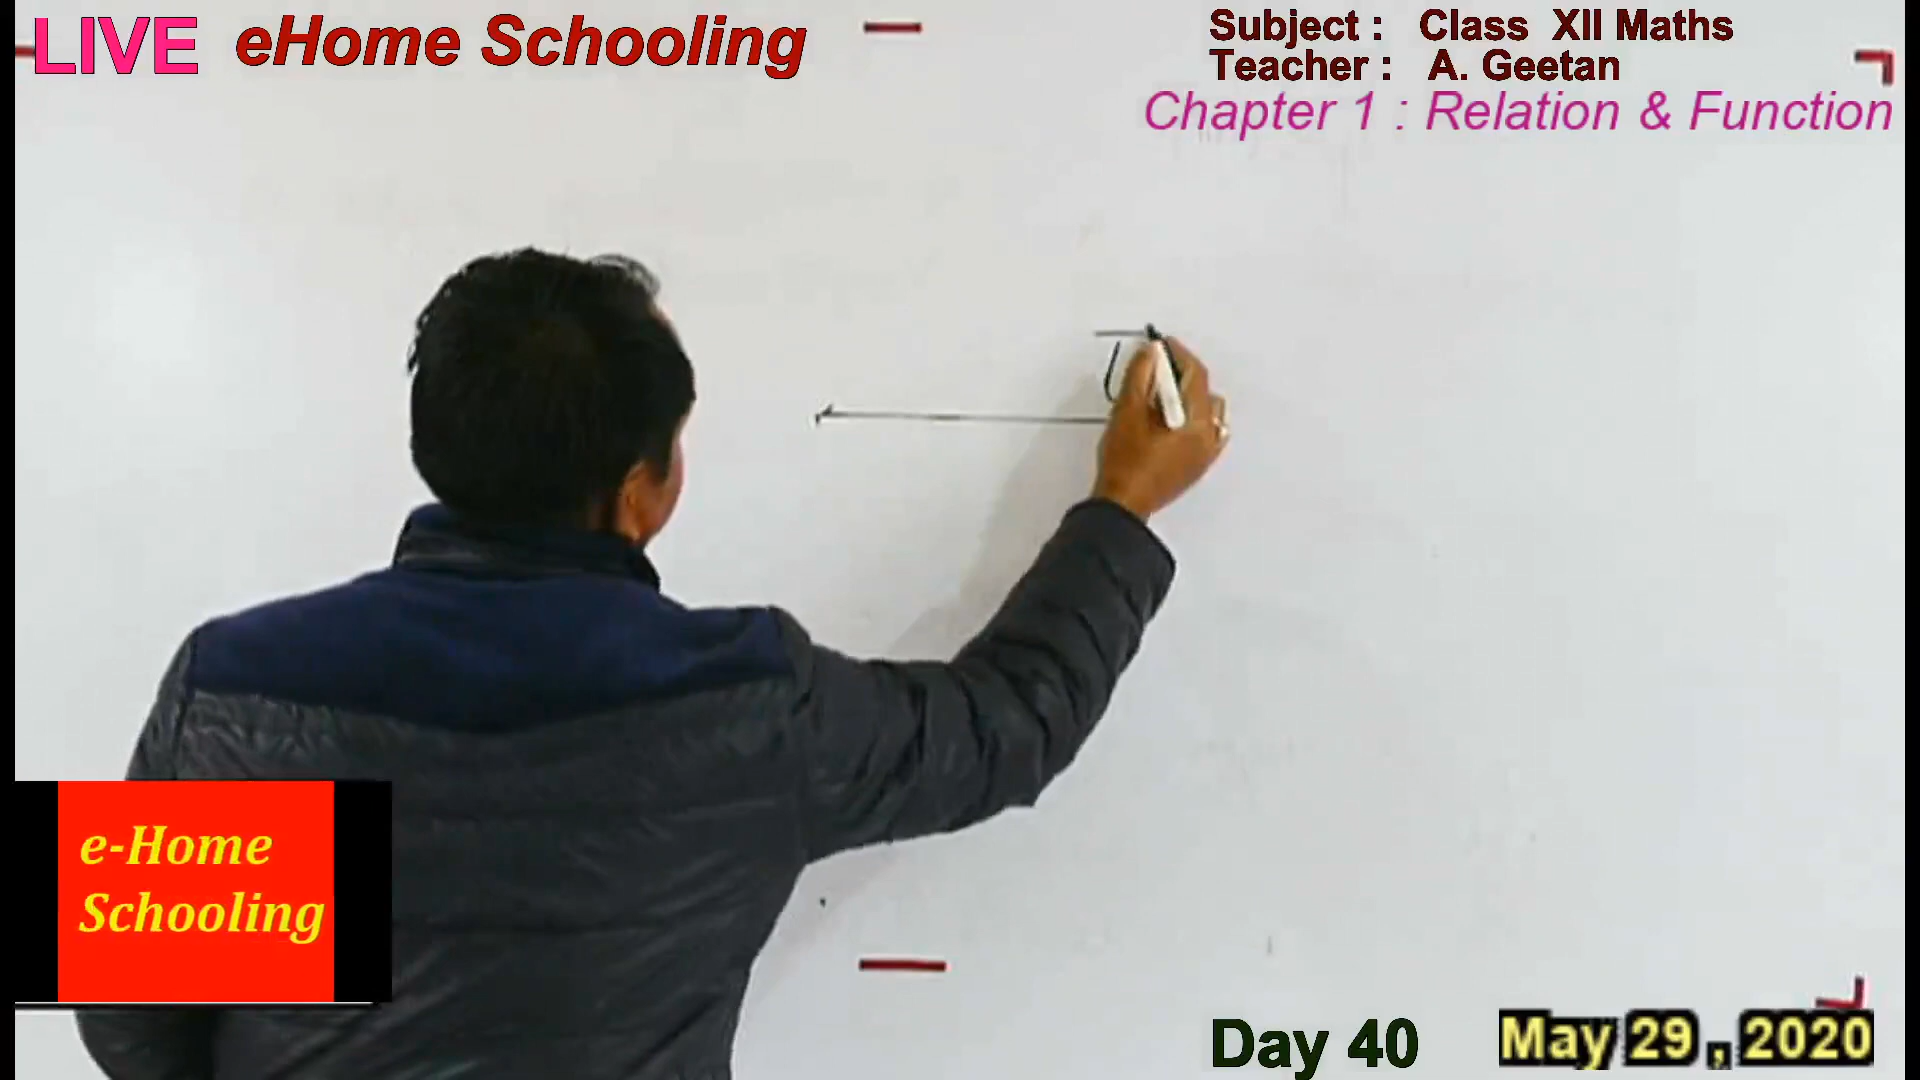 LIVE eHome Schooling
Subject : Class XII Maths
Teacher : A. Geetan
Chapter 1 : Relation & Function
e-Home
Schooling
Day 40
May 29 , 2020